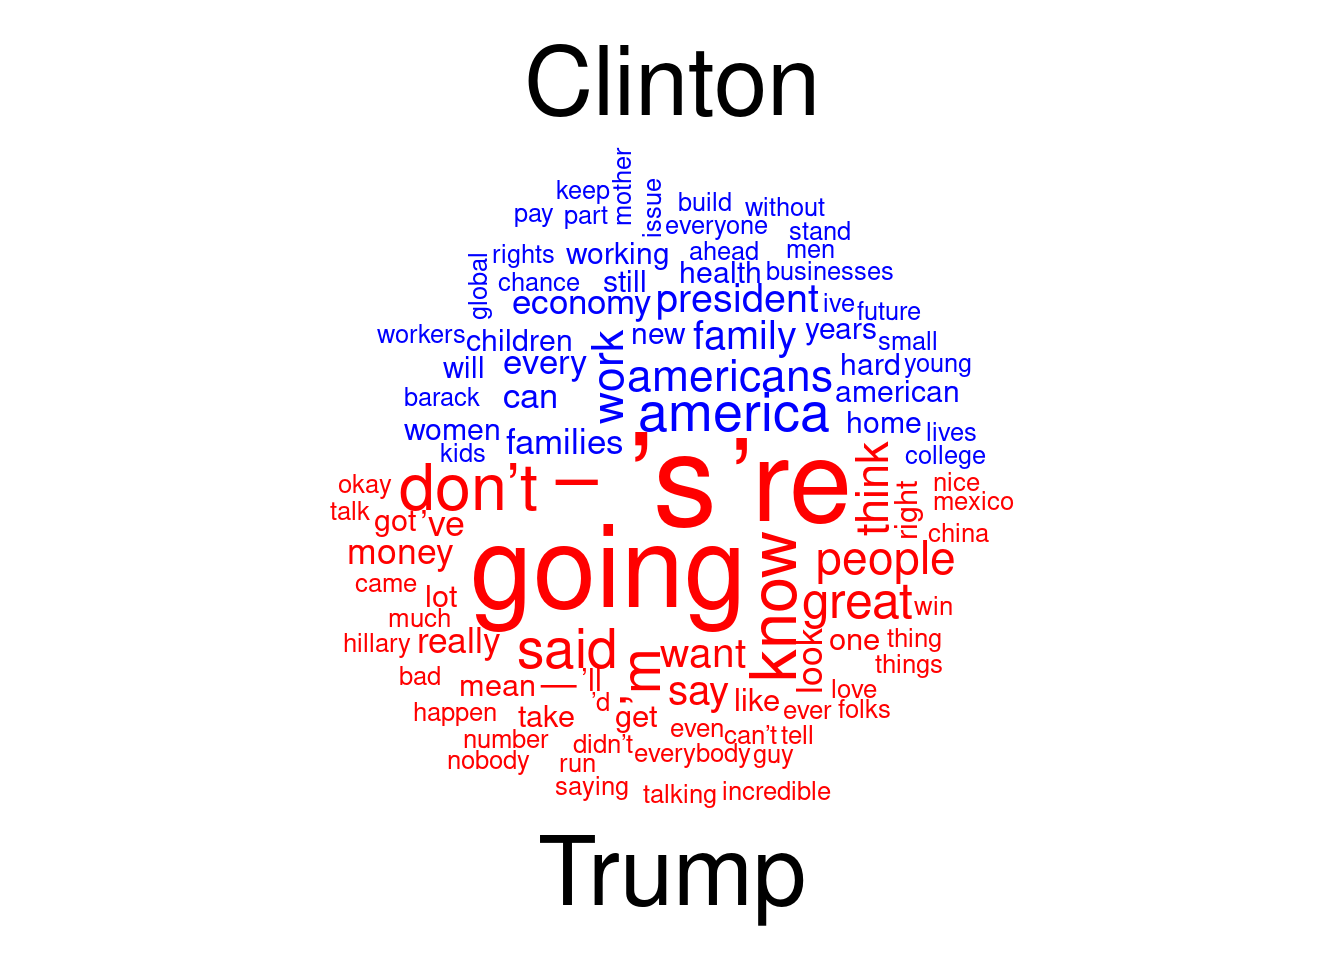 Clinton
mother
keep
issue
build
without
pay
part
everyone
stand
rights
working
ahead
men
global
chance
still
health
businesses
economy
president
ive
future
workers
children
work
new
family
years
small
will
every
americans
hard
young
barack
can
america
american
women
families
home
lives
kids
college
okay
don’t
–
’s
’re
think
right
nice
mexico
talk
got
’ve
china
money
going
know
people
came
lot
great
win
much
hillary
really
said
’m
want
look
one
thing
things
bad
mean
—
’ll
say
like
love
’d
happen
take
get
ever
folks
number
didn’t
even
can’t
tell
nobody
run
everybody
guy
saying
talking
incredible
Trump